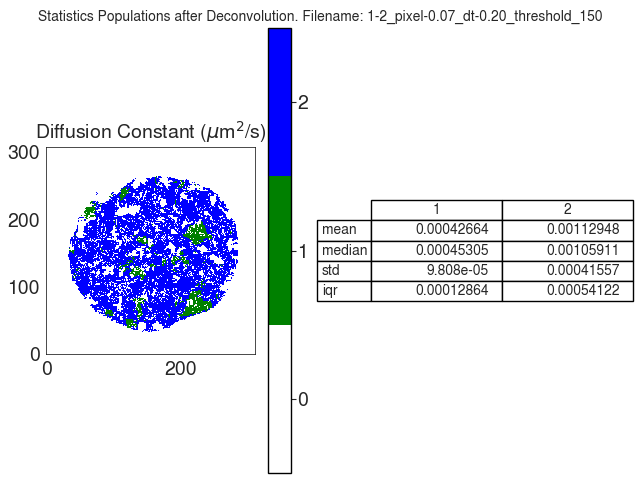 Statistics Populations after Deconvolution. Filename: 1-2_pixel-0.07_dt-0.20_threshold_150
Diffusion Constant (μm²/s)
300
200
100
0
0 200
2
1
0
1 2
mean 0.00042664 0.00112948
median 0.00045305 0.00105911
std 9.808e-05 0.00041557
iqr 0.00012864 0.00054122